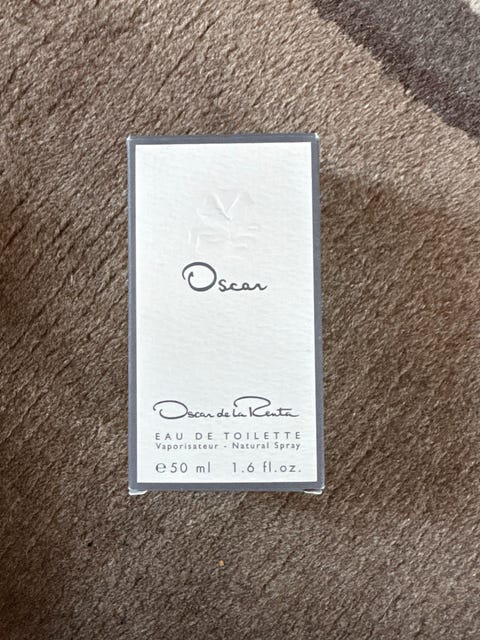 Oscar
Oscar de la Renta
EAU DE TOILETTE
Vaporisateur - Natural Spray
℮50 ml 1.6 fl.oz.